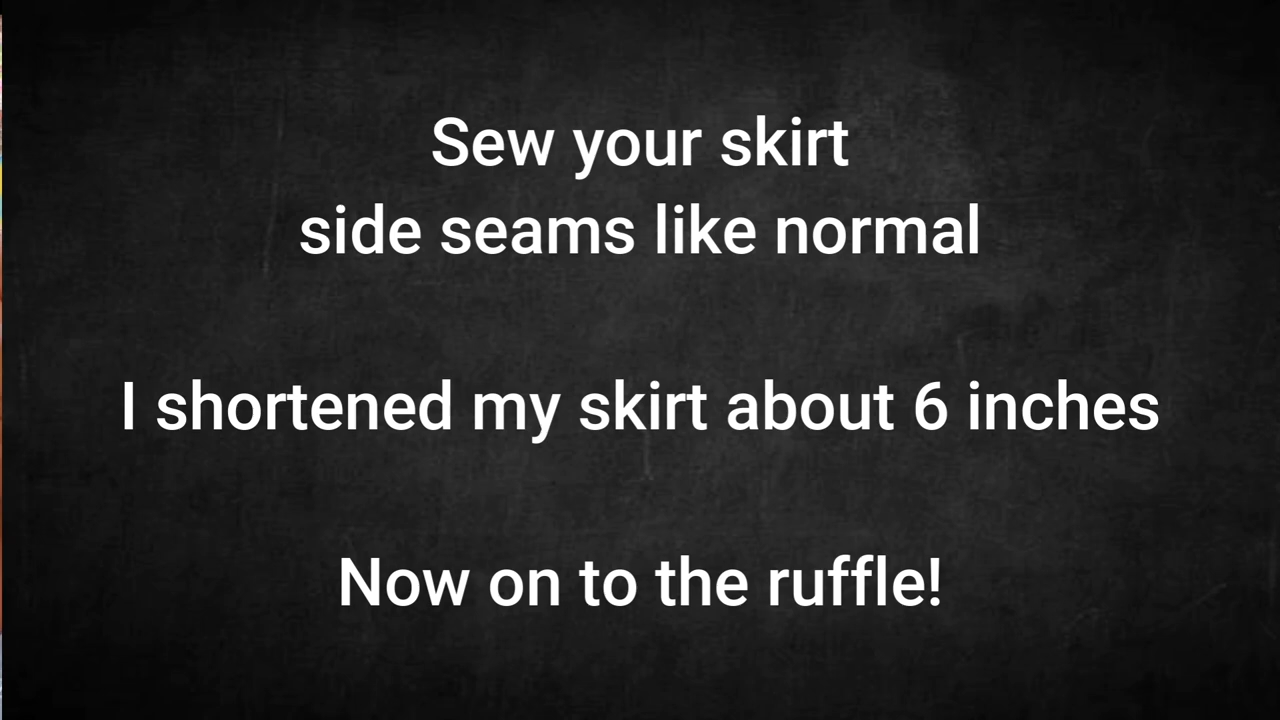 Sew your skirt
side seams like normal
I shortened my skirt about 6 inches
Now on to the ruffle!